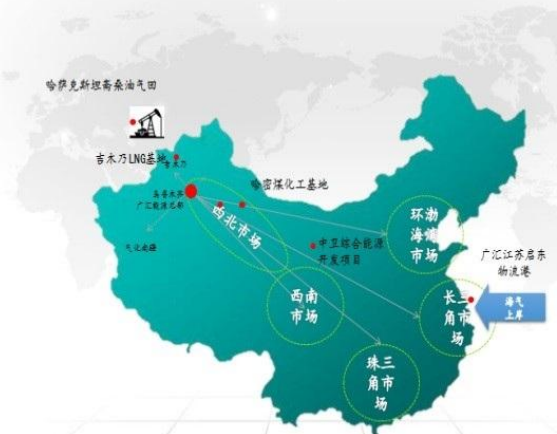 哈萨克斯坦斋桑油气田
吉木乃LNG基地
吉木乃
哈密煤化工基地
乌鲁木齐
广汇能源总部
西北市场
中卫综合能源
开发项目
环渤
海湾
市场
广汇江苏启东
物流港
海气
上岸
长三
角市
场
西南
市场
珠三
角市
场